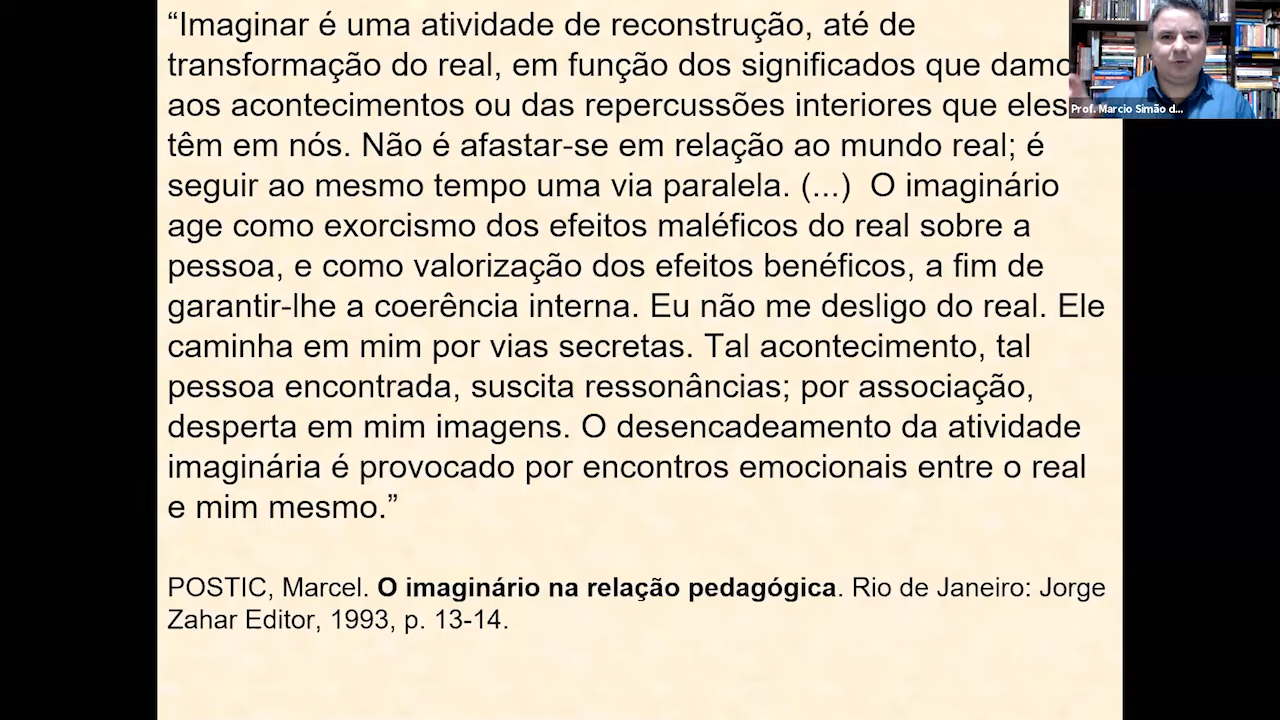 “Imaginar é uma atividade de reconstrução, até de
transformação do real, em função dos significados que damo
aos acontecimentos ou das repercussões interiores que eles
têm em nós. Não é afastar-se em relação ao mundo real; é
seguir ao mesmo tempo uma via paralela. (...)  O imaginário
age como exorcismo dos efeitos maléficos do real sobre a
pessoa, e como valorização dos efeitos benéficos, a fim de
garantir-lhe a coerência interna. Eu não me desligo do real. Ele
caminha em mim por vias secretas. Tal acontecimento, tal
pessoa encontrada, suscita ressonâncias; por associação,
desperta em mim imagens. O desencadeamento da atividade
imaginária é provocado por encontros emocionais entre o real
e mim mesmo.”
POSTIC, Marcel. O imaginário na relação pedagógica. Rio de Janeiro: Jorge
Zahar Editor, 1993, p. 13-14.
Prof. Marcio Simão d...